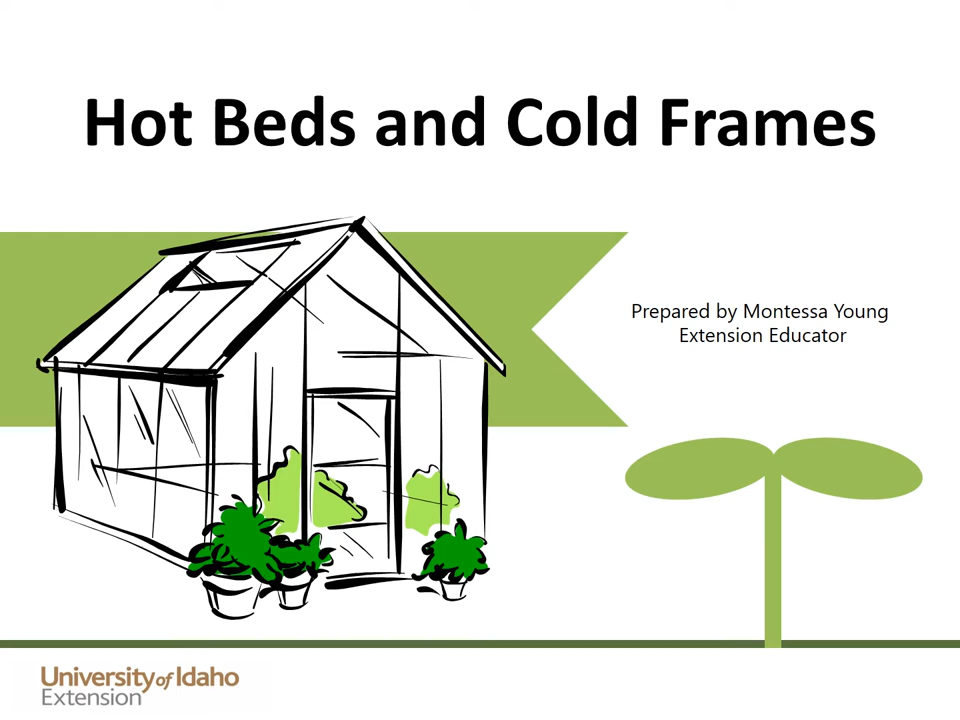 Hot Beds and Cold Frames
Prepared by Montessa Young
Extension Educator
University of Idaho
Extension